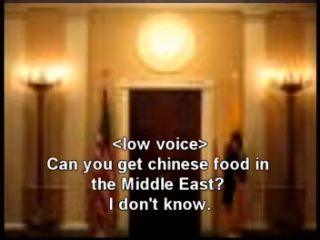 <low voice>
Can you get chinese food in
the Middle East?
I don't know.